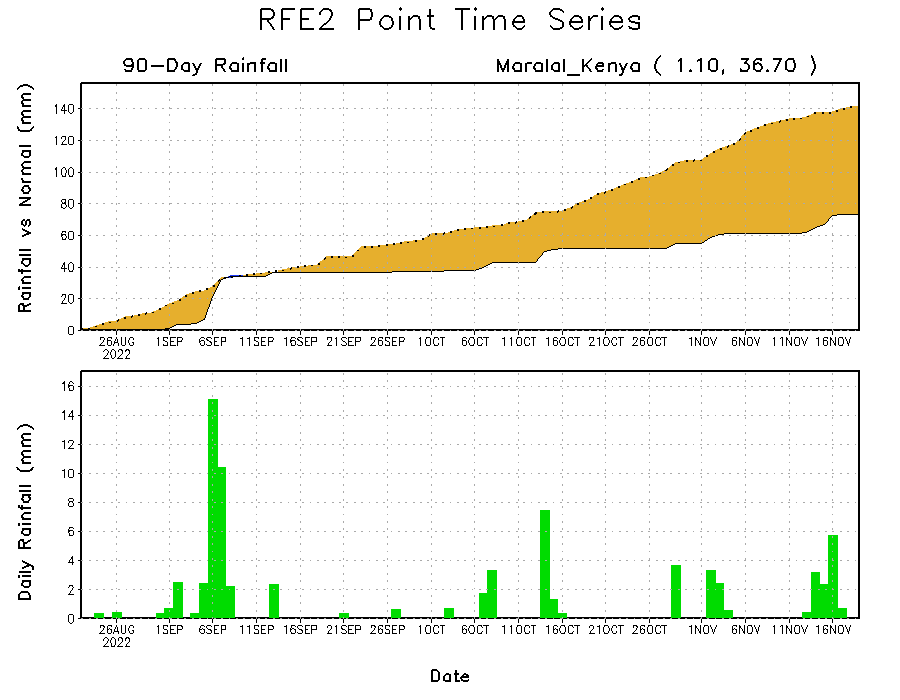 RFE2 Point Time Series
90-Day Rainfall
Maralal_Kenya ( 1.10, 36.70 )
Rainfall vs Normal (mm)
140
120
100
80
60
40
20
0
26AUG 1SEP 6SEP 11SEP 16SEP 21SEP 26SEP 1OCT 6OCT 11OCT 16OCT 21OCT 26OCT 1NOV 6NOV 11NOV 16NOV
2022
Daily Rainfall (mm)
16
14
12
10
8
6
4
2
0
26AUG 1SEP 6SEP 11SEP 16SEP 21SEP 26SEP 1OCT 6OCT 11OCT 16OCT 21OCT 26OCT 1NOV 6NOV 11NOV 16NOV
2022
Date